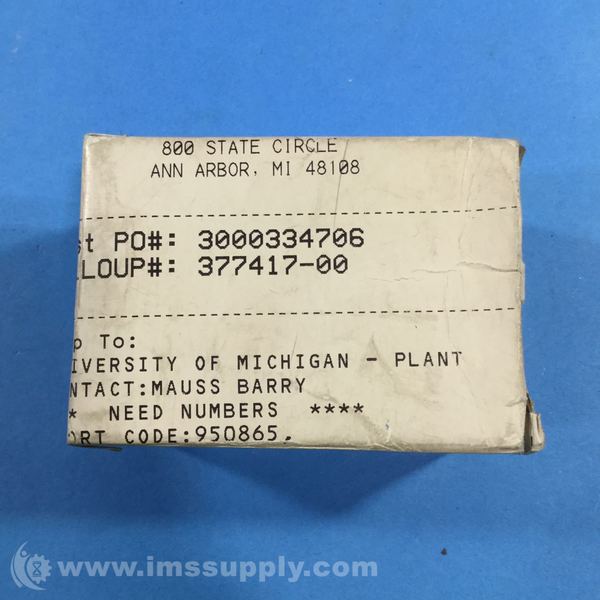 800 STATE CIRCLE
ANN ARBOR, MI 48108
st PO#: 3000334706
LOUP#: 377417-00
p To:
IVERSITY OF MICHIGAN - PLANT
NTACT:MAUSS BARRY
* NEED NUMBERS ****
ORT CODE:950865,
www.imssupply.com